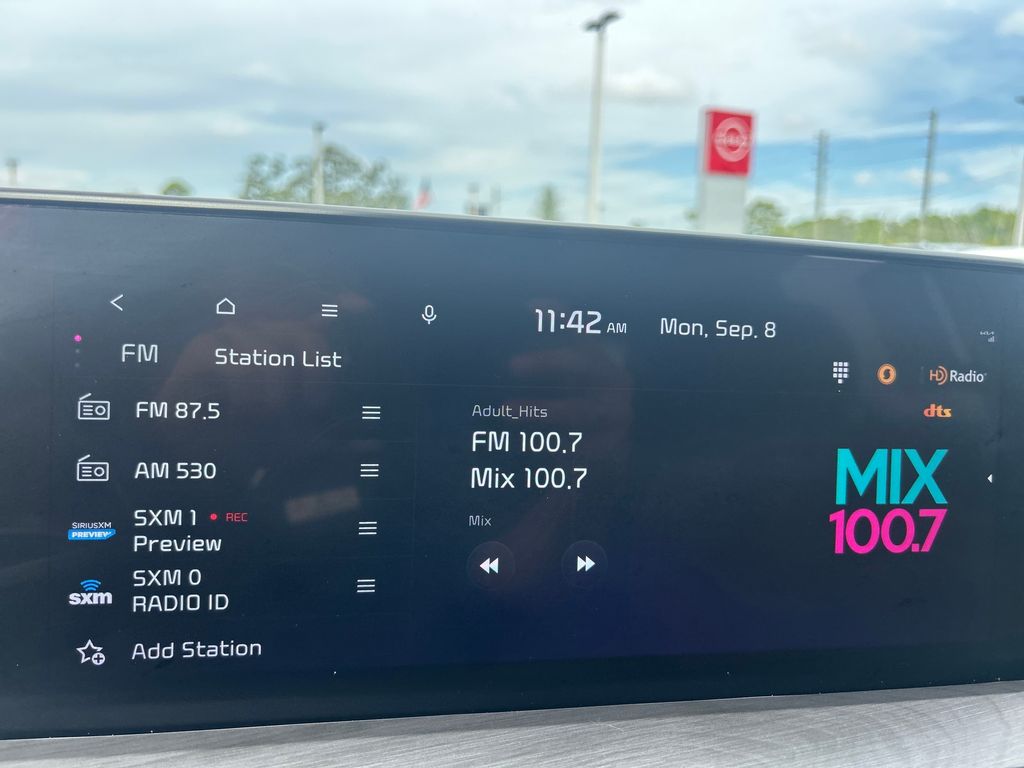 11:42 AM
Mon, Sep. 8
FM
Station List
HD Radio
dts
FM 87.5
AM 530
SIRIUSXM
PREVIEW
SXM 1 REC
Preview
sxm
SXM 0
RADIO ID
Add Station
Adult_Hits
FM 100.7
Mix 100.7
Mix
MIX
100.7